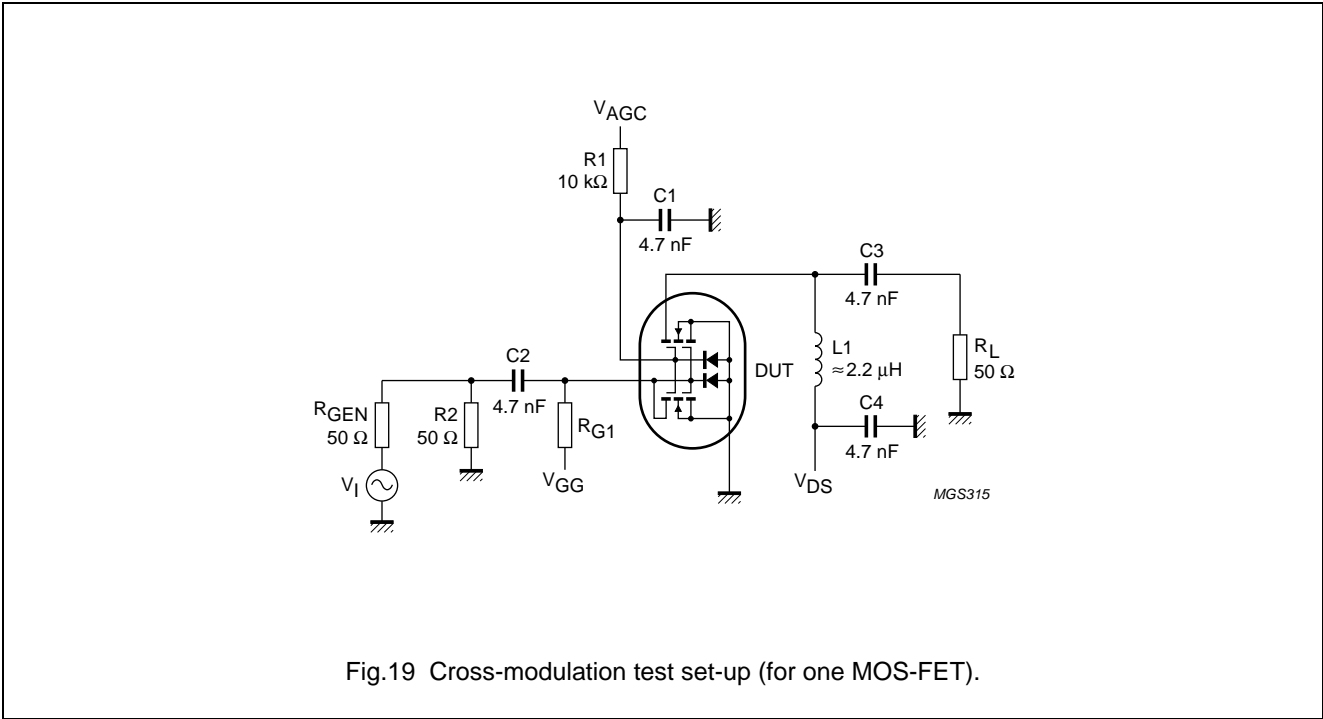 VAGC
R1
10 kΩ
C1
4.7 nF
C3
4.7 nF
L1
≈2.2 μH
RL
50 Ω
DUT
C2
4.7 nF
RGEN
50 Ω
R2
50 Ω
RG1
C4
4.7 nF
VI
VGG
VDS
MGS315
Fig.19 Cross-modulation test set-up (for one MOS-FET).